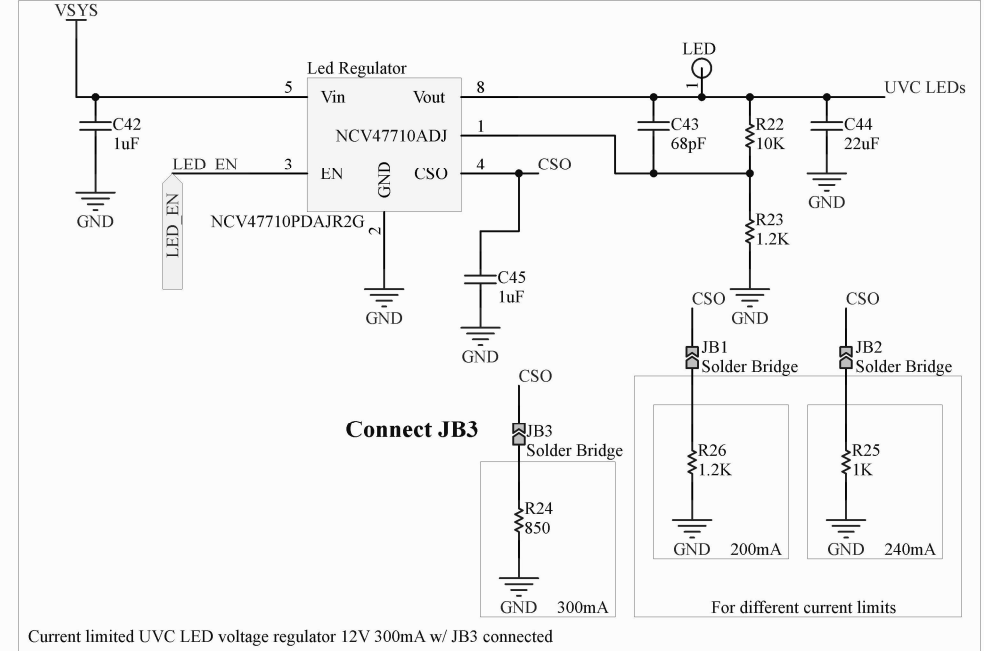 VSYS
LED
Led Regulator
5
Vin
Vout
8
1
UVC LEDs
C42
1uF
NCV47710ADJ
1
C43
68pF
R22
10K
C44
22uF
LED_EN
3
EN
GND
CSO
4
CSO
GND
LED_EN
NCV47710PDAJR2G
2
R23
1.2K
GND
C45
1uF
GND
GND
GND
CSO
CSO
JB1
Solder Bridge
JB2
Solder Bridge
CSO
Connect JB3
JB3
Solder Bridge
R26
1.2K
R25
1K
R24
850
GND
200mA
GND
240mA
GND
300mA
For different current limits
Current limited UVC LED voltage regulator 12V 300mA w/ JB3 connected